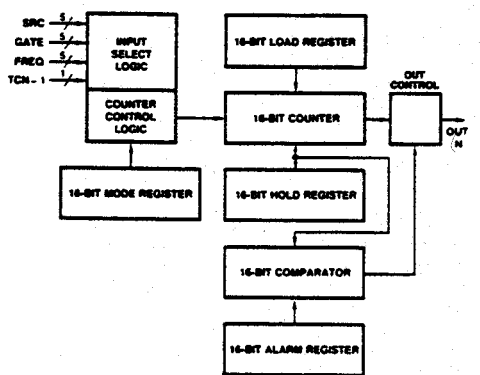 SRC 5
GATE 5
FREQ 5
TCN-1 1
INPUT
SELECT
LOGIC
COUNTER
CONTROL
LOGIC
16-BIT MODE REGISTER
16-BIT LOAD REGISTER
16-BIT COUNTER
16-BIT HOLD REGISTER
16-BIT COMPARATOR
16-BIT ALARM REGISTER
OUT
CONTROL
OUT
N